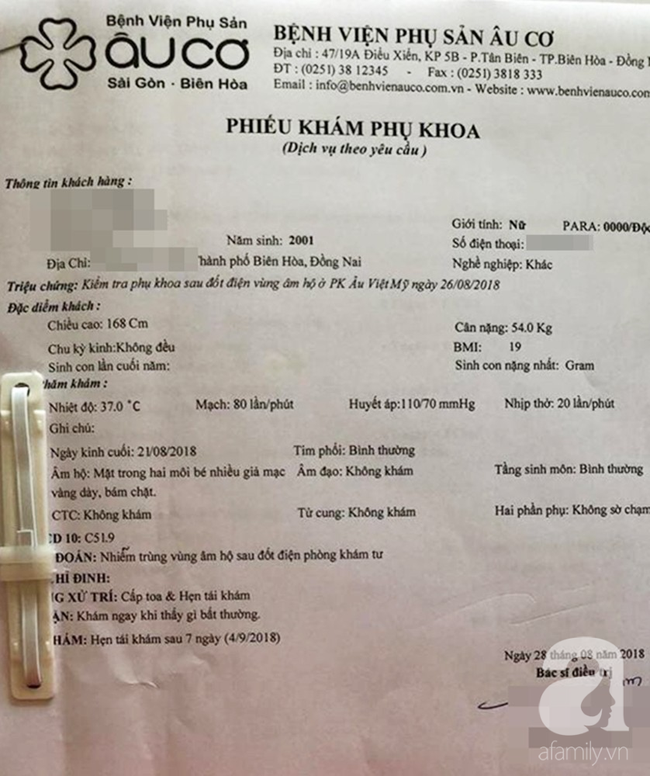 Bệnh Viện Phụ Sản
ÂU CƠ
Sài Gòn · Biên Hòa
BỆNH VIỆN PHỤ SẢN ÂU CƠ
Địa chỉ : 47/19A Điểu Xiển, KP 5B - P.Tân Biên - TP.Biên Hòa - Đồng
ĐT : (0251) 38 12345 - Fax : (0251) 3818 333
Email : info@benhvienauco.com.vn - Website : www.benhvienauco.com
PHIẾU KHÁM PHỤ KHOA
(Dịch vụ theo yêu cầu )
Thông tin khách hàng :
Giới tính: Nữ PARA: 0000/Độc
Năm sinh: 2001 Số điện thoại:
Địa Chỉ: hành phố Biên Hòa, Đồng Nai Nghề nghiệp: Khác
Triệu chứng: Kiểm tra phụ khoa sau đốt điện vùng âm hộ ở PK Âu Việt Mỹ ngày 26/08/2018
Đặc điểm khách :
Chiều cao: 168 Cm Cân nặng: 54.0 Kg
Chu kỳ kinh:Không đều BMI: 19
Sinh con lần cuối năm: Sinh con nặng nhất: Gram
hăm khám :
Nhiệt độ: 37.0 °C Mạch: 80 lần/phút Huyết áp:110/70 mmHg Nhịp thở: 20 lần/phút
Ghi chú:
Ngày kinh cuối: 21/08/2018 Tim phổi: Bình thường
Âm hộ: Mặt trong hai môi bé nhiều giả mạc Âm đạo: Không khám Tầng sinh môn: Bình thường
vàng dày, bám chặt.
CTC: Không khám Tử cung: Không khám Hai phần phụ: Không sờ chạm
D 10: C51.9
ĐOÁN: Nhiễm trùng vùng âm hộ sau đốt điện phòng khám tư
HỈ ĐỊNH:
G XỬ TRÍ: Cấp toa & Hẹn tái khám
ẶN: Khám ngay khi thấy gì bất thường.
HÁM: Hẹn tái khám sau 7 ngày (4/9/2018)
Ngày 28 tháng 08 năm 2018
Bác sĩ điều trị
a
afamily.vn